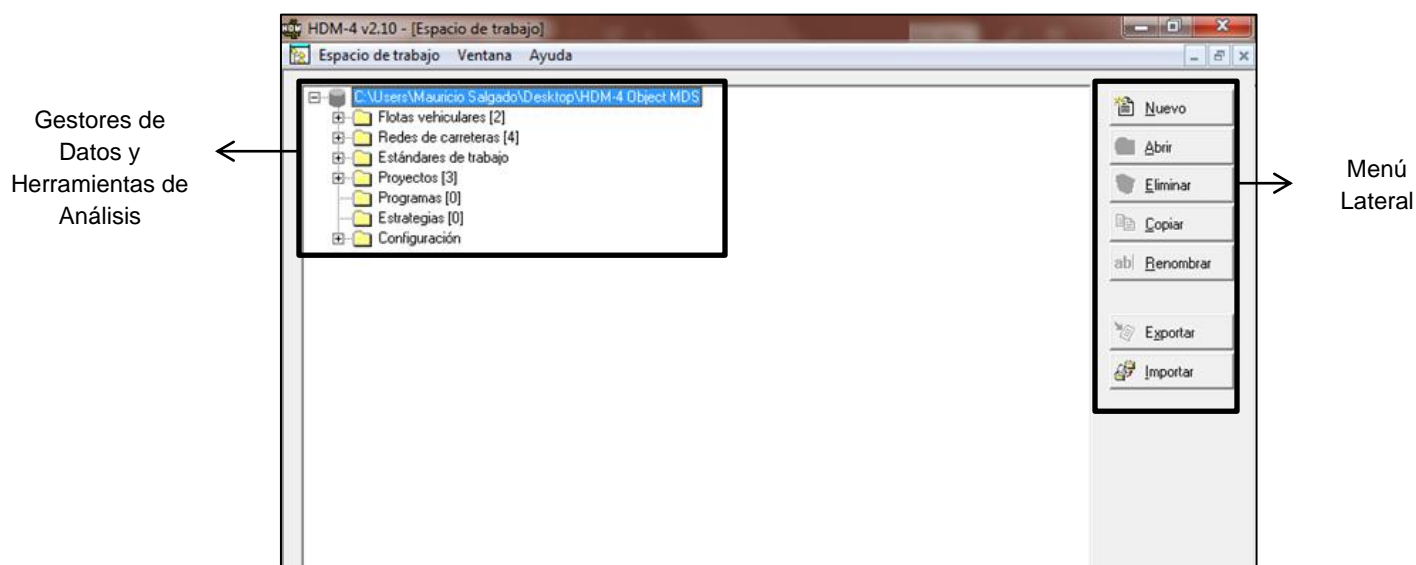 HDM-4 v2.10 - [Espacio de trabajo]
Espacio de trabajo Ventana Ayuda
Gestores de
Datos y
Herramientas de
Análisis
C:\Users\Mauricio Salgado\Desktop\HDM-4 Object MDS
Flotas vehiculares [2]
Redes de carreteras [4]
Estándares de trabajo
Proyectos [3]
Programas [0]
Estrategias [0]
Configuración
Nuevo
Abrir
Eliminar
Copiar
ab Renombrar
Exportar
Importar
Menú
Lateral